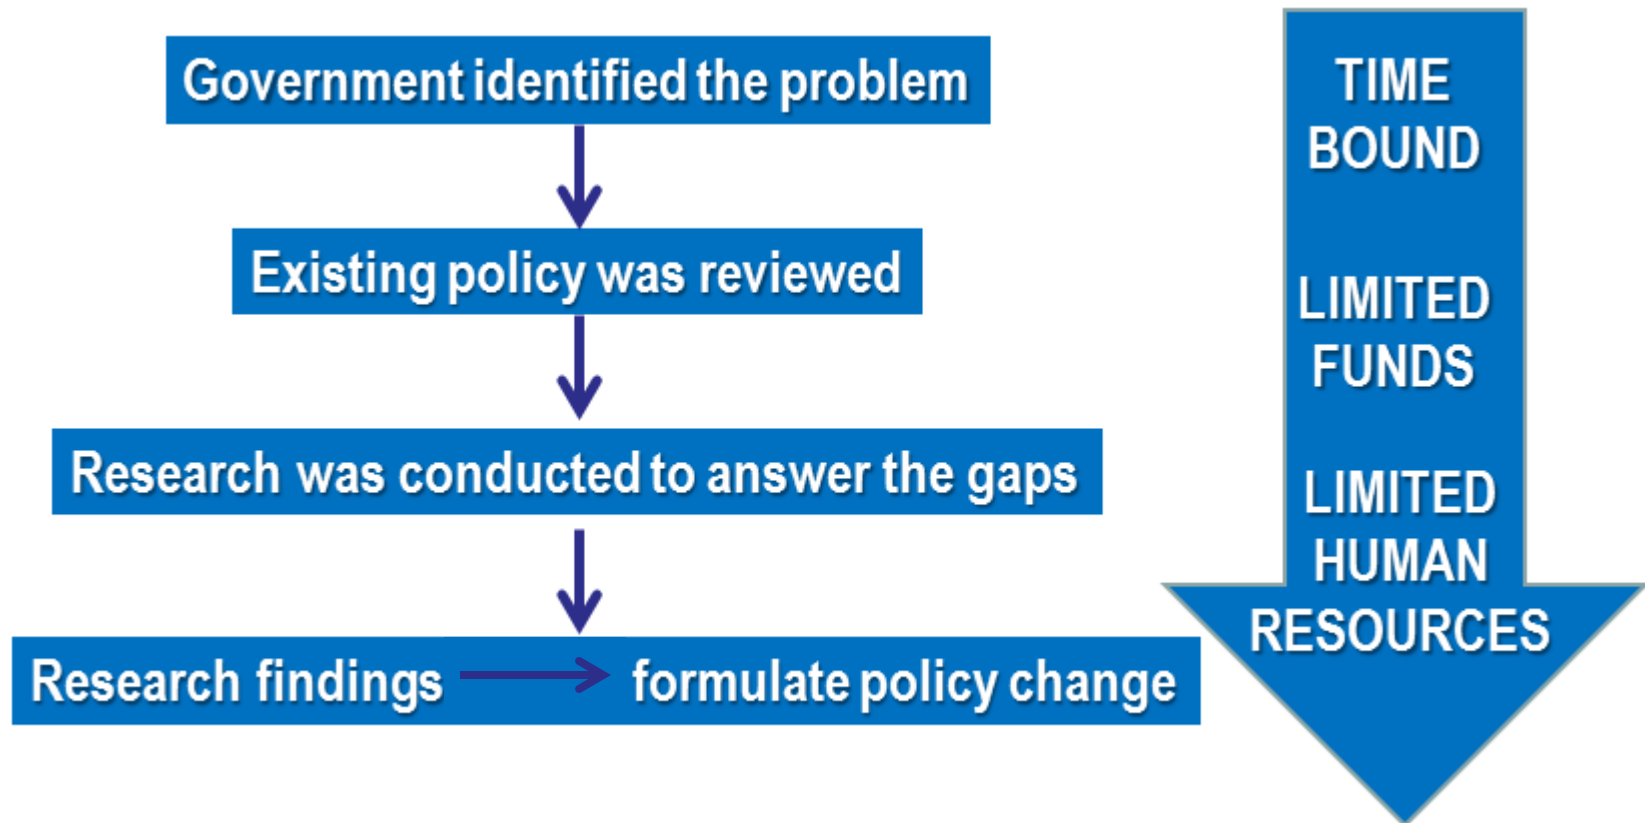 Government identified the problem
Existing policy was reviewed
Research was conducted to answer the gaps
Research findings formulate policy change
TIME
BOUND
LIMITED
FUNDS
LIMITED
HUMAN
RESOURCES